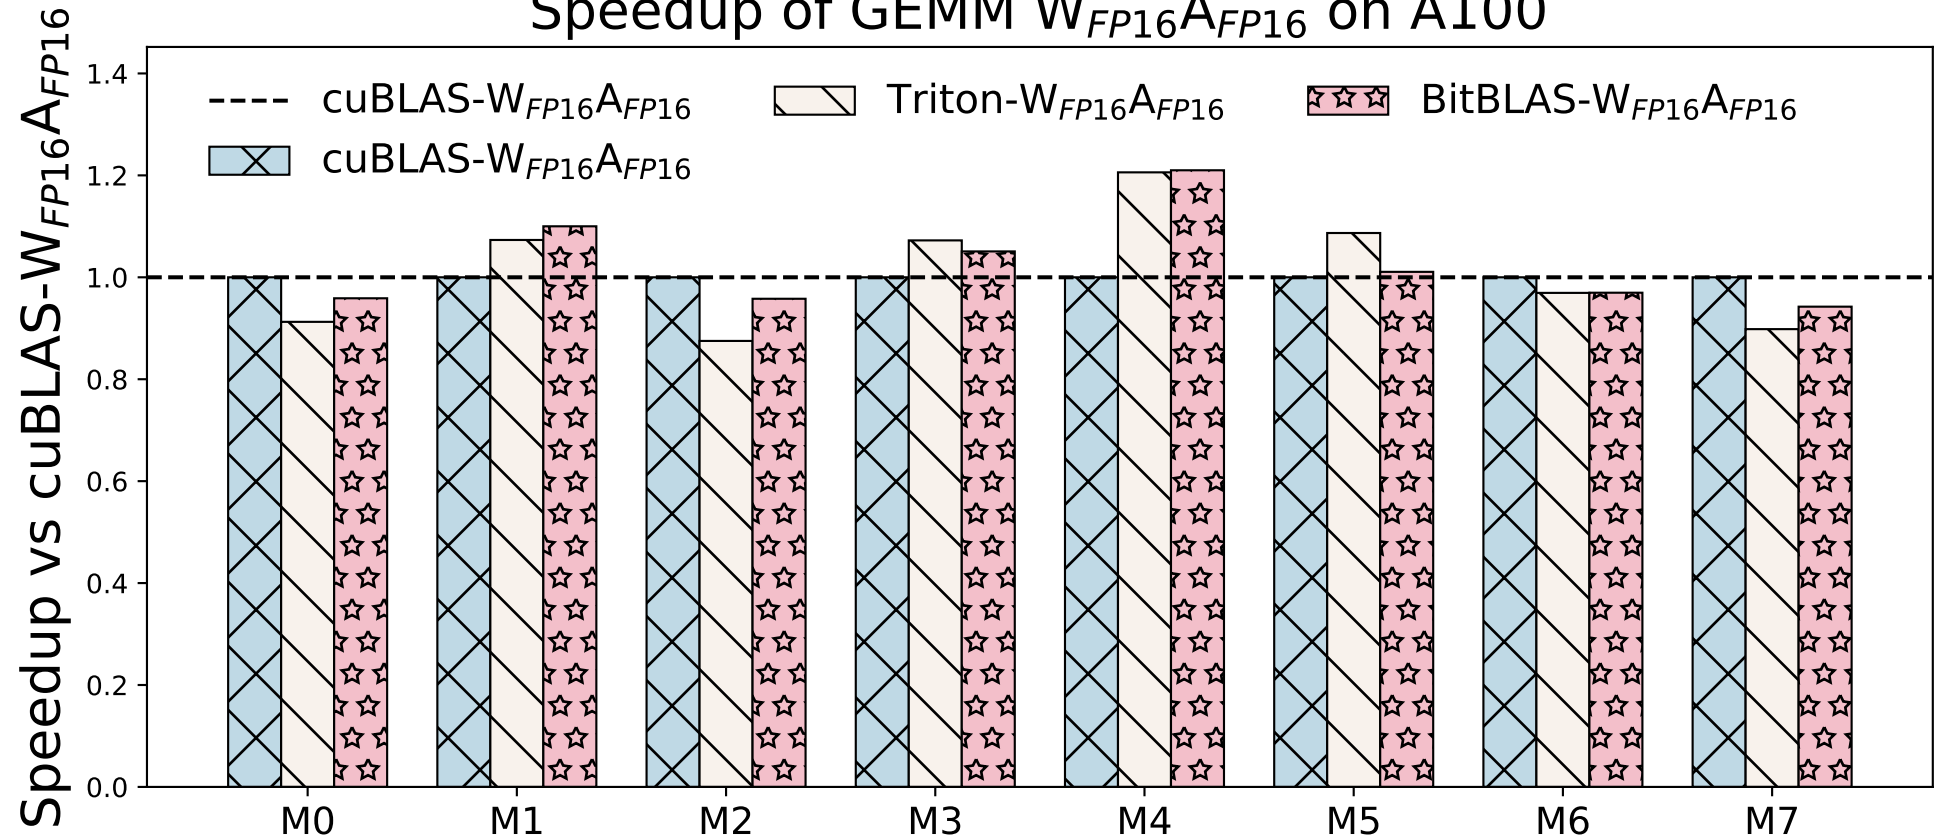 Speedup of GEMM W_FP16A_FP16 on A100
Speedup vs cuBLAS-W_FP16A_FP16
cuBLAS-W_FP16A_FP16
Triton-W_FP16A_FP16
BitBLAS-W_FP16A_FP16
cuBLAS-W_FP16A_FP16
1.4
1.2
1.0
0.8
0.6
0.4
0.2
0.0
M0 M1 M2 M3 M4 M5 M6 M7